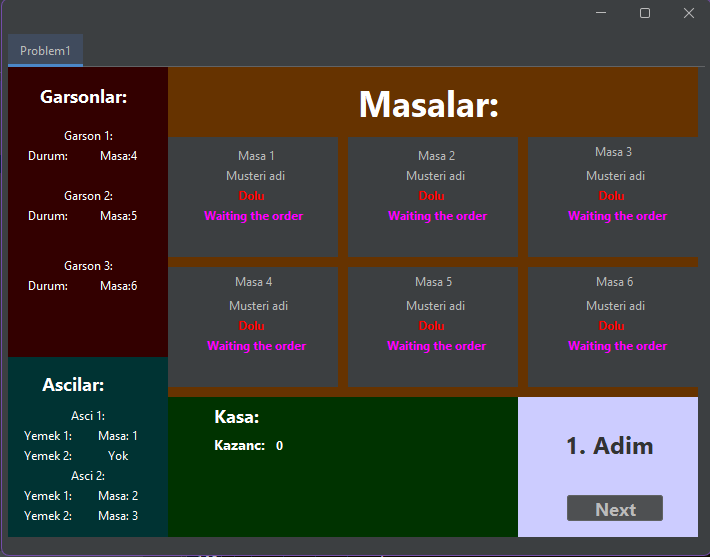 Problem1
Garsonlar:
Garson 1:
Durum: Masa:4
Garson 2:
Durum: Masa:5
Garson 3:
Durum: Masa:6
Ascilar:
Asci 1:
Yemek 1: Masa: 1
Yemek 2: Yok
Asci 2:
Yemek 1: Masa: 2
Yemek 2: Masa: 3
Masalar:
Masa 1
Musteri adi
Dolu
Waiting the order
Masa 2
Musteri adi
Dolu
Waiting the order
Masa 3
Musteri adi
Dolu
Waiting the order
Masa 4
Musteri adi
Dolu
Waiting the order
Masa 5
Musteri adi
Dolu
Waiting the order
Masa 6
Musteri adi
Dolu
Waiting the order
Kasa:
Kazanc: 0
1. Adim
Next